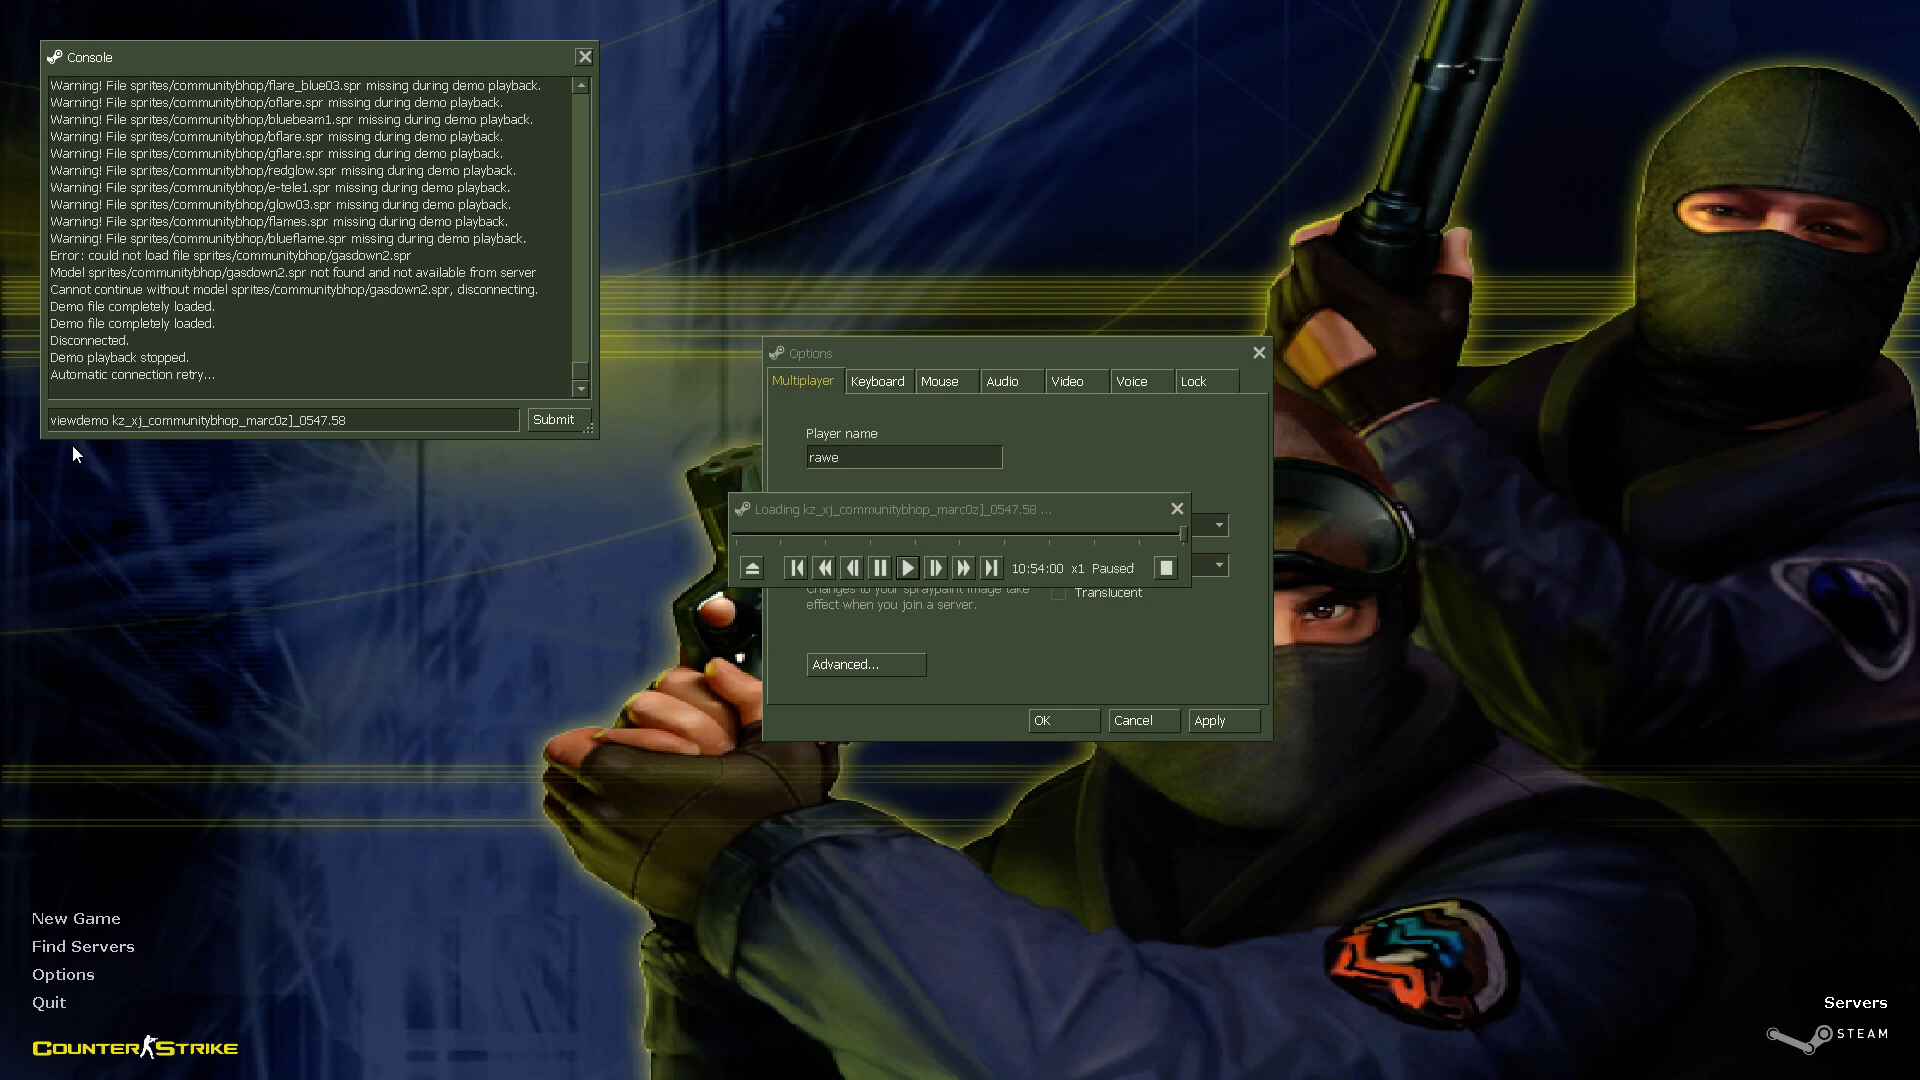 Console
Warning! File sprites/communitybhop/flare_blue03.spr missing during demo playback.
Warning! File sprites/communitybhop/oflare.spr missing during demo playback.
Warning! File sprites/communitybhop/bluebeam1.spr missing during demo playback.
Warning! File sprites/communitybhop/bflare.spr missing during demo playback.
Warning! File sprites/communitybhop/gflare.spr missing during demo playback.
Warning! File sprites/communitybhop/redglow.spr missing during demo playback.
Warning! File sprites/communitybhop/e-tele1.spr missing during demo playback.
Warning! File sprites/communitybhop/glow03.spr missing during demo playback.
Warning! File sprites/communitybhop/flames.spr missing during demo playback.
Warning! File sprites/communitybhop/blueflame.spr missing during demo playback.
Error: could not load file sprites/communitybhop/gasdown2.spr
Model sprites/communitybhop/gasdown2.spr not found and not available from server
Cannot continue without model sprites/communitybhop/gasdown2.spr, disconnecting.
Demo file completely loaded.
Demo file completely loaded.
Disconnected.
Demo playback stopped.
Automatic connection retry...
viewdemo kz_xj_communitybhop_marc0z]_0547.58
Submit
Options
Multiplayer Keyboard Mouse Audio Video Voice Lock
Player name
rawe
Loading kz_xj_communitybhop_marc0z]_0547.58 ...
10:54:00 x1 Paused
Changes to your spraypaint image take
effect when you join a server.
Translucent
Advanced...
OK Cancel Apply
New Game
Find Servers
Options
Quit
COUNTER STRIKE
Servers
STEAM